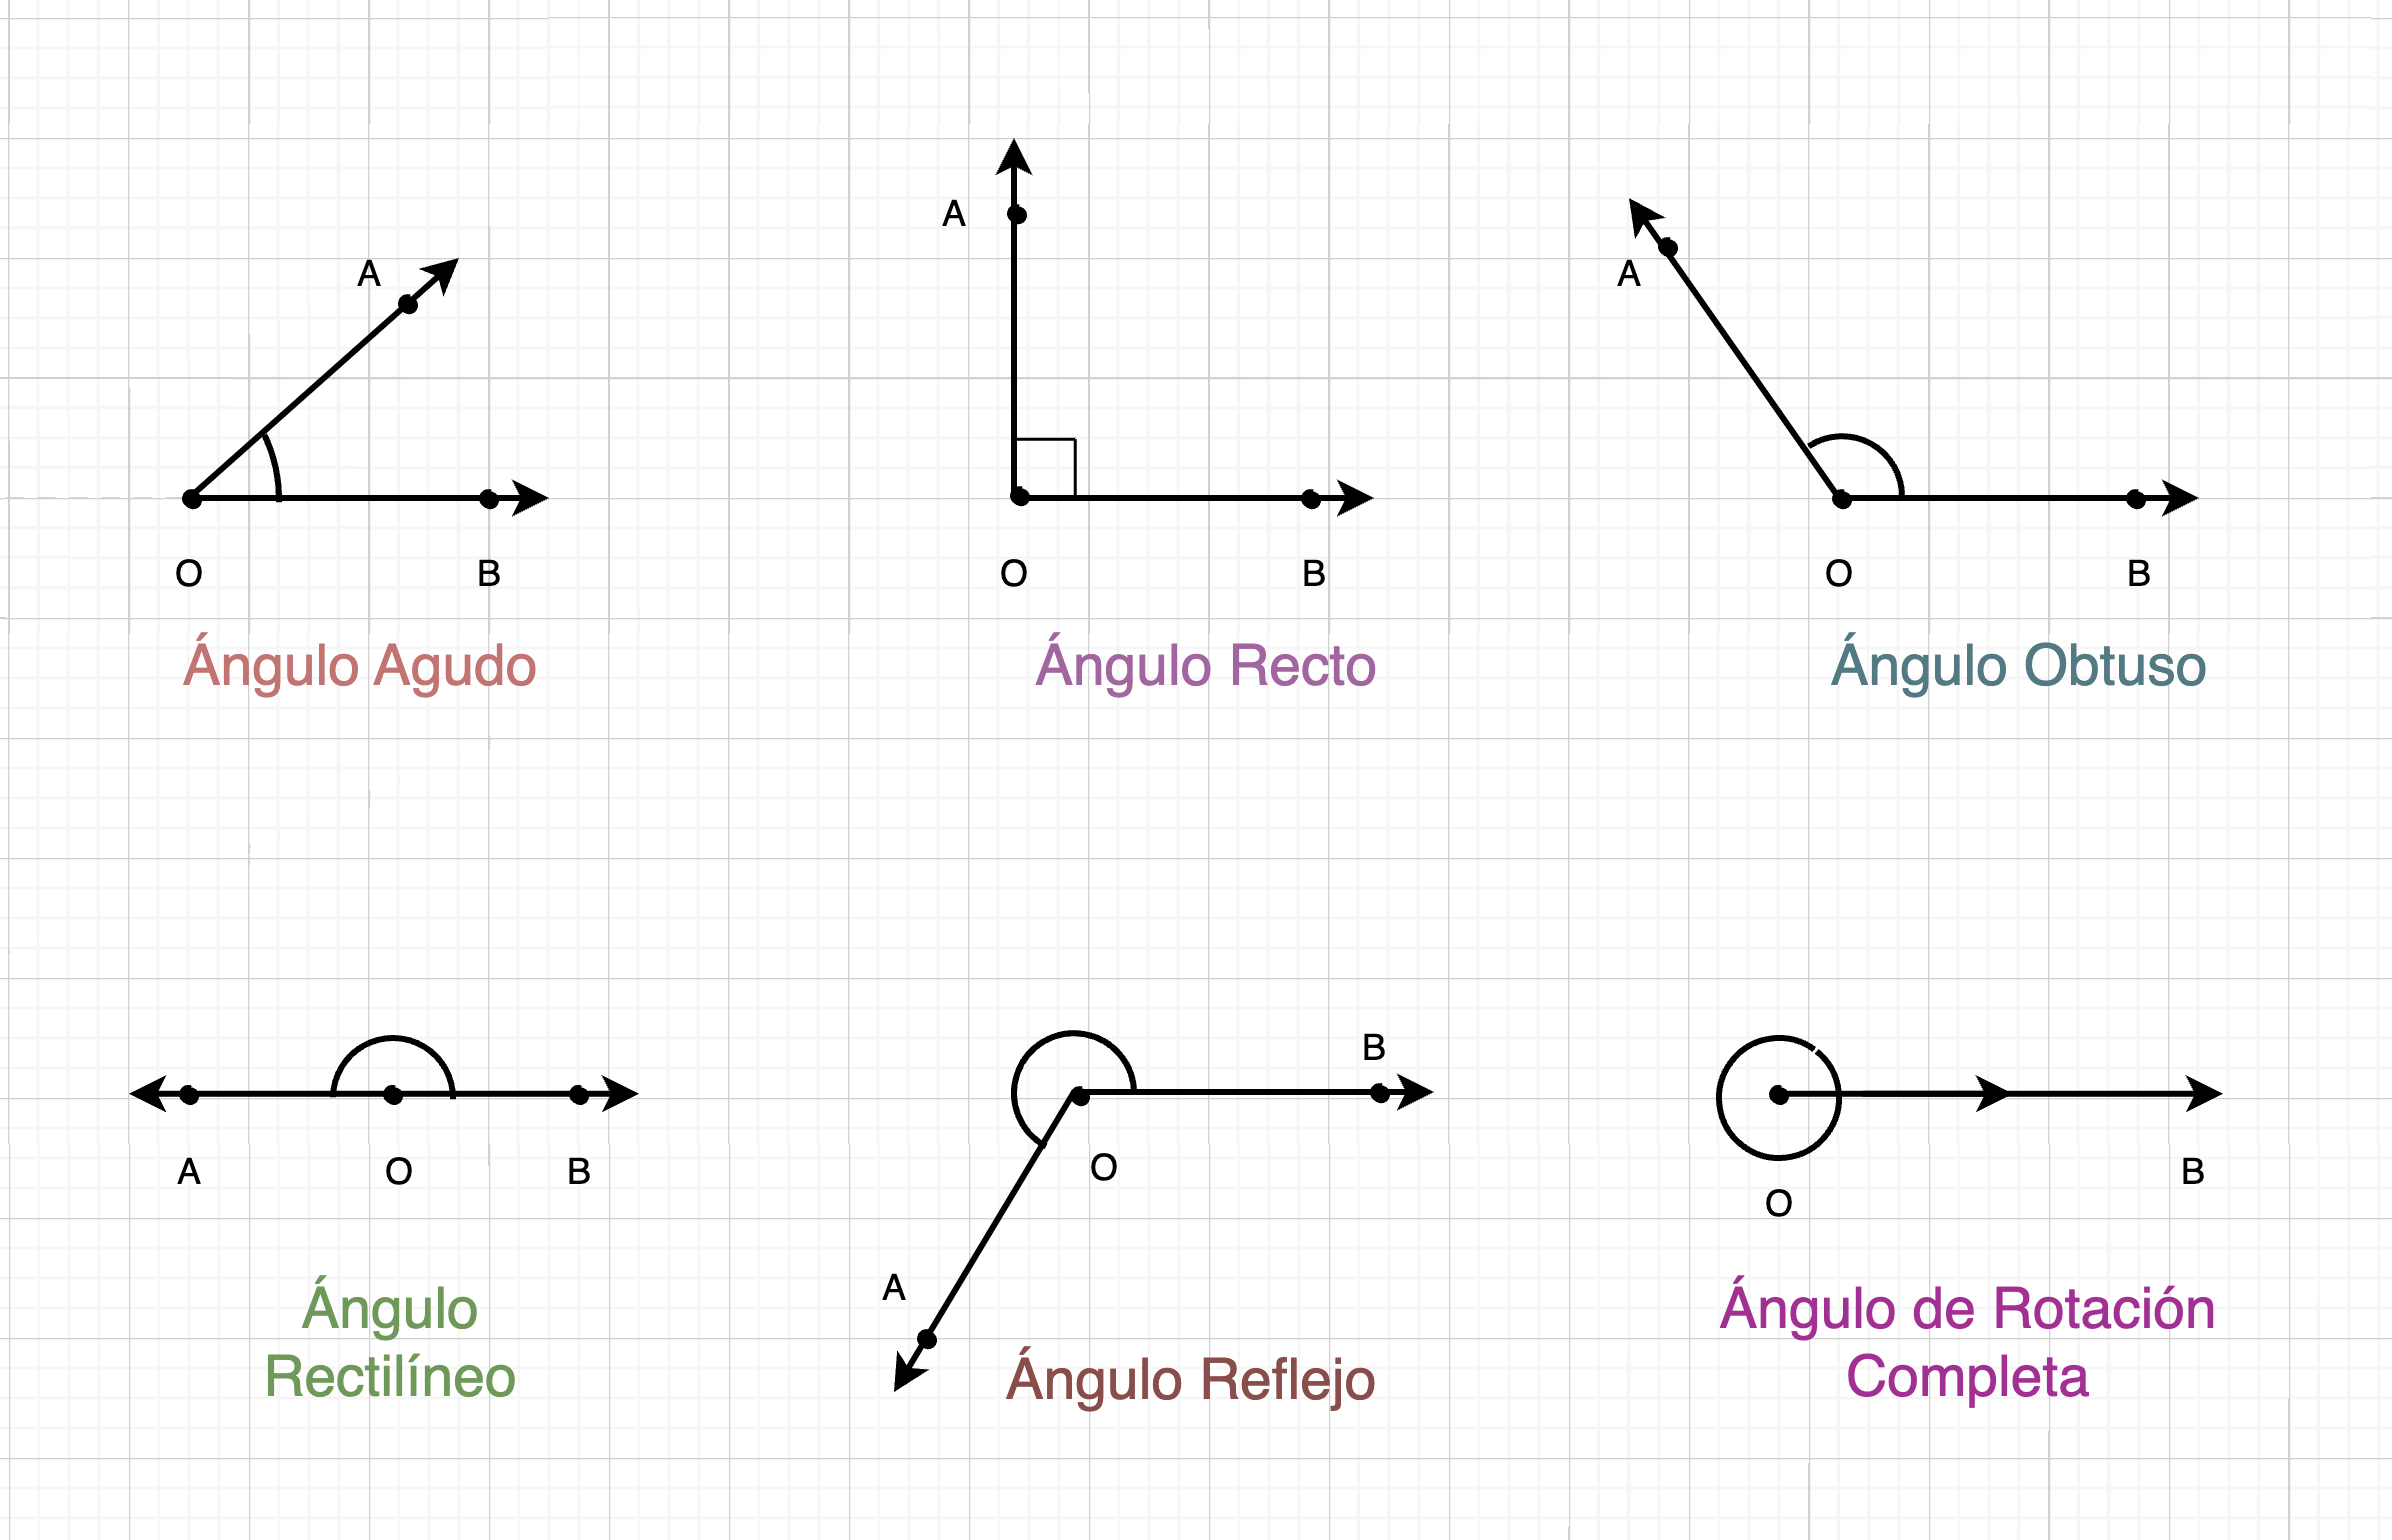 A
O
B
Ángulo Agudo
A
O
B
Ángulo Recto
A
O
B
Ángulo Obtuso
A
O
B
Ángulo
Rectilíneo
B
O
A
Ángulo Reflejo
B
O
Ángulo de Rotación
Completa